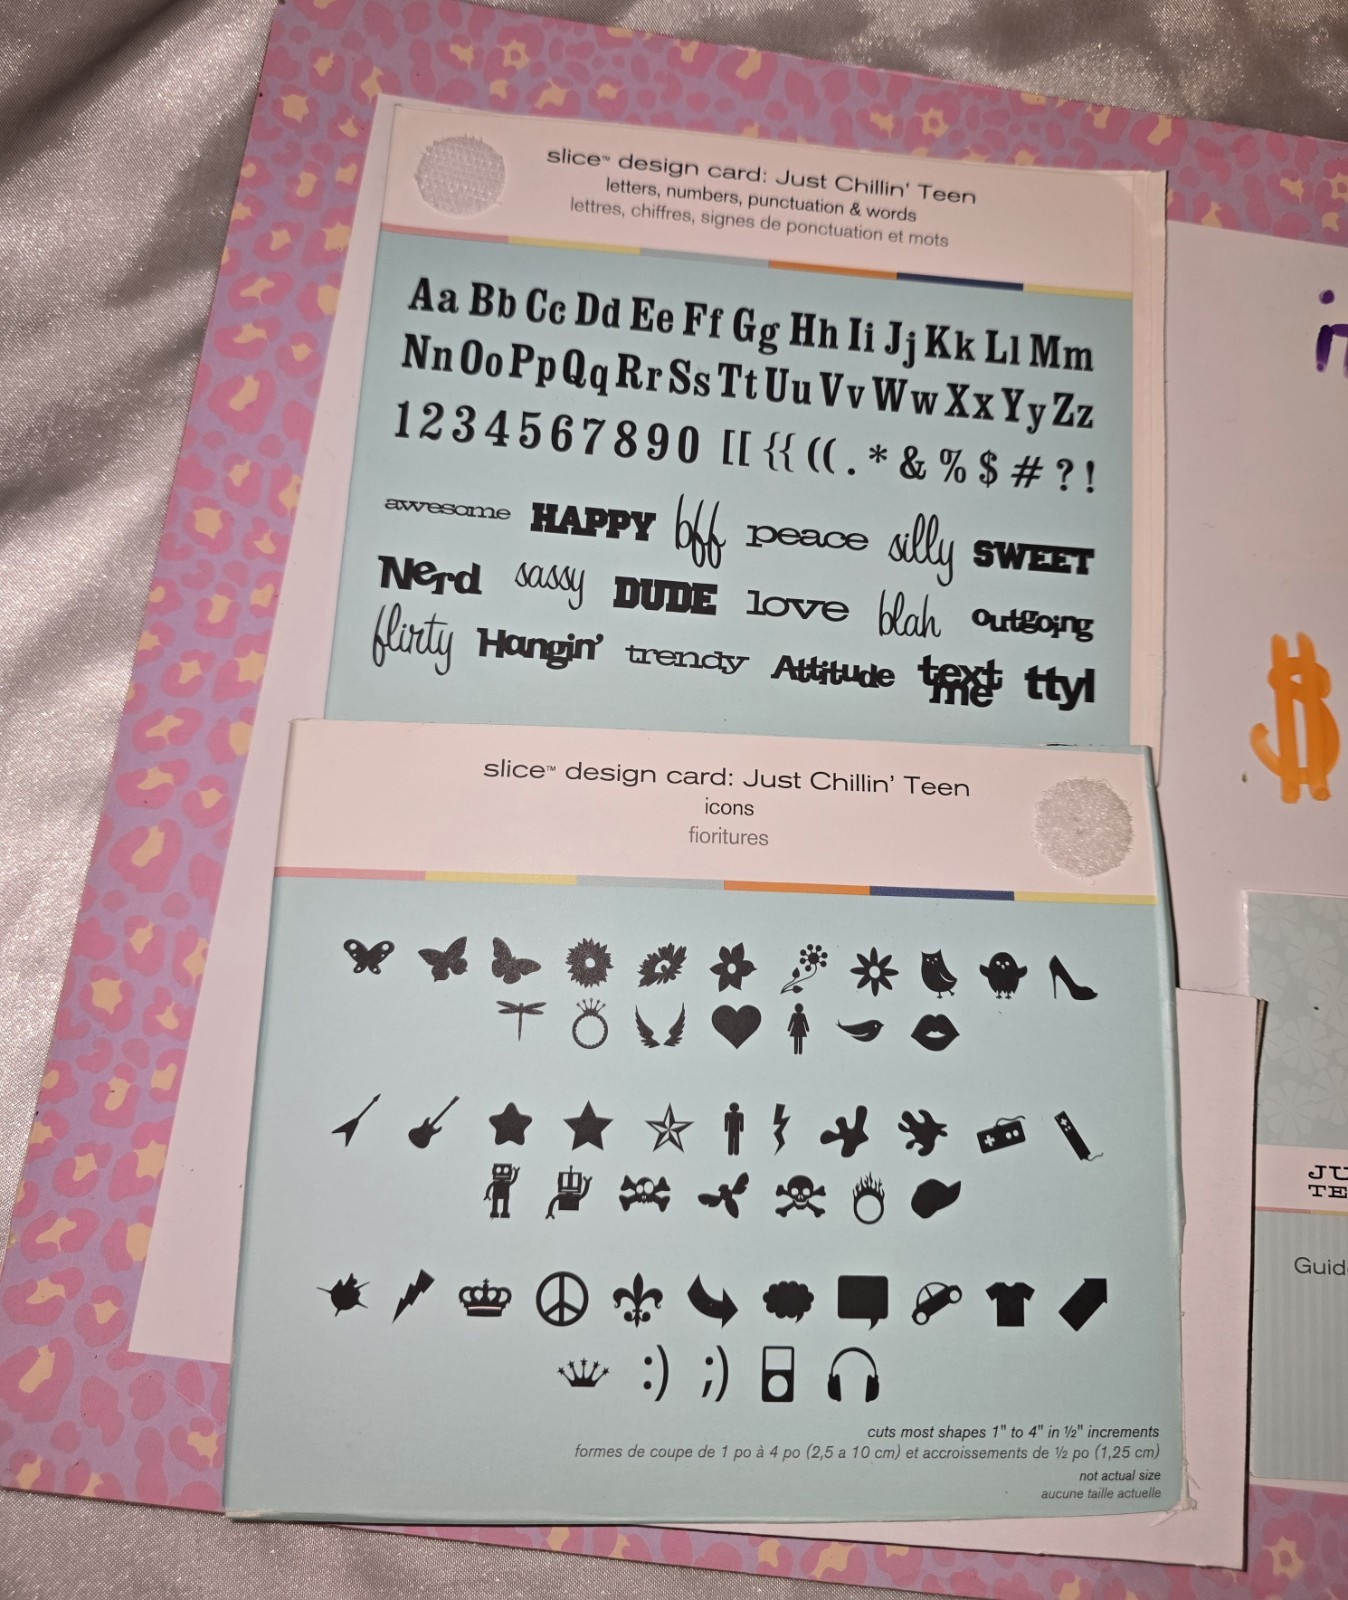 slice™ design card: Just Chillin' Teen
letters, numbers, punctuation & words
lettres, chiffres, signes de ponctuation et mots
Aa Bb Cc Dd Ee Ff Gg Hh Ii Jj Kk Ll Mm
Nn Oo Pp Qq Rr Ss Tt Uu Vv Ww Xx Yy Zz
1 2 3 4 5 6 7 8 9 0 [[ {{ (( . * & % $ # ? !
awesome HAPPY bff peace silly SWEET
Nerd sassy DUDE love blah outgoing
flirty Hangin' trendy Attitude text me ttyl
$
slice™ design card: Just Chillin' Teen
icons
fioritures
:) ;)
cuts most shapes 1" to 4" in ½" increments
formes de coupe de 1 po à 4 po (2,5 a 10 cm) et accroissements de ½ po (1,25 cm)
not actual size
aucune taille actuelle
JU
TE
Guid